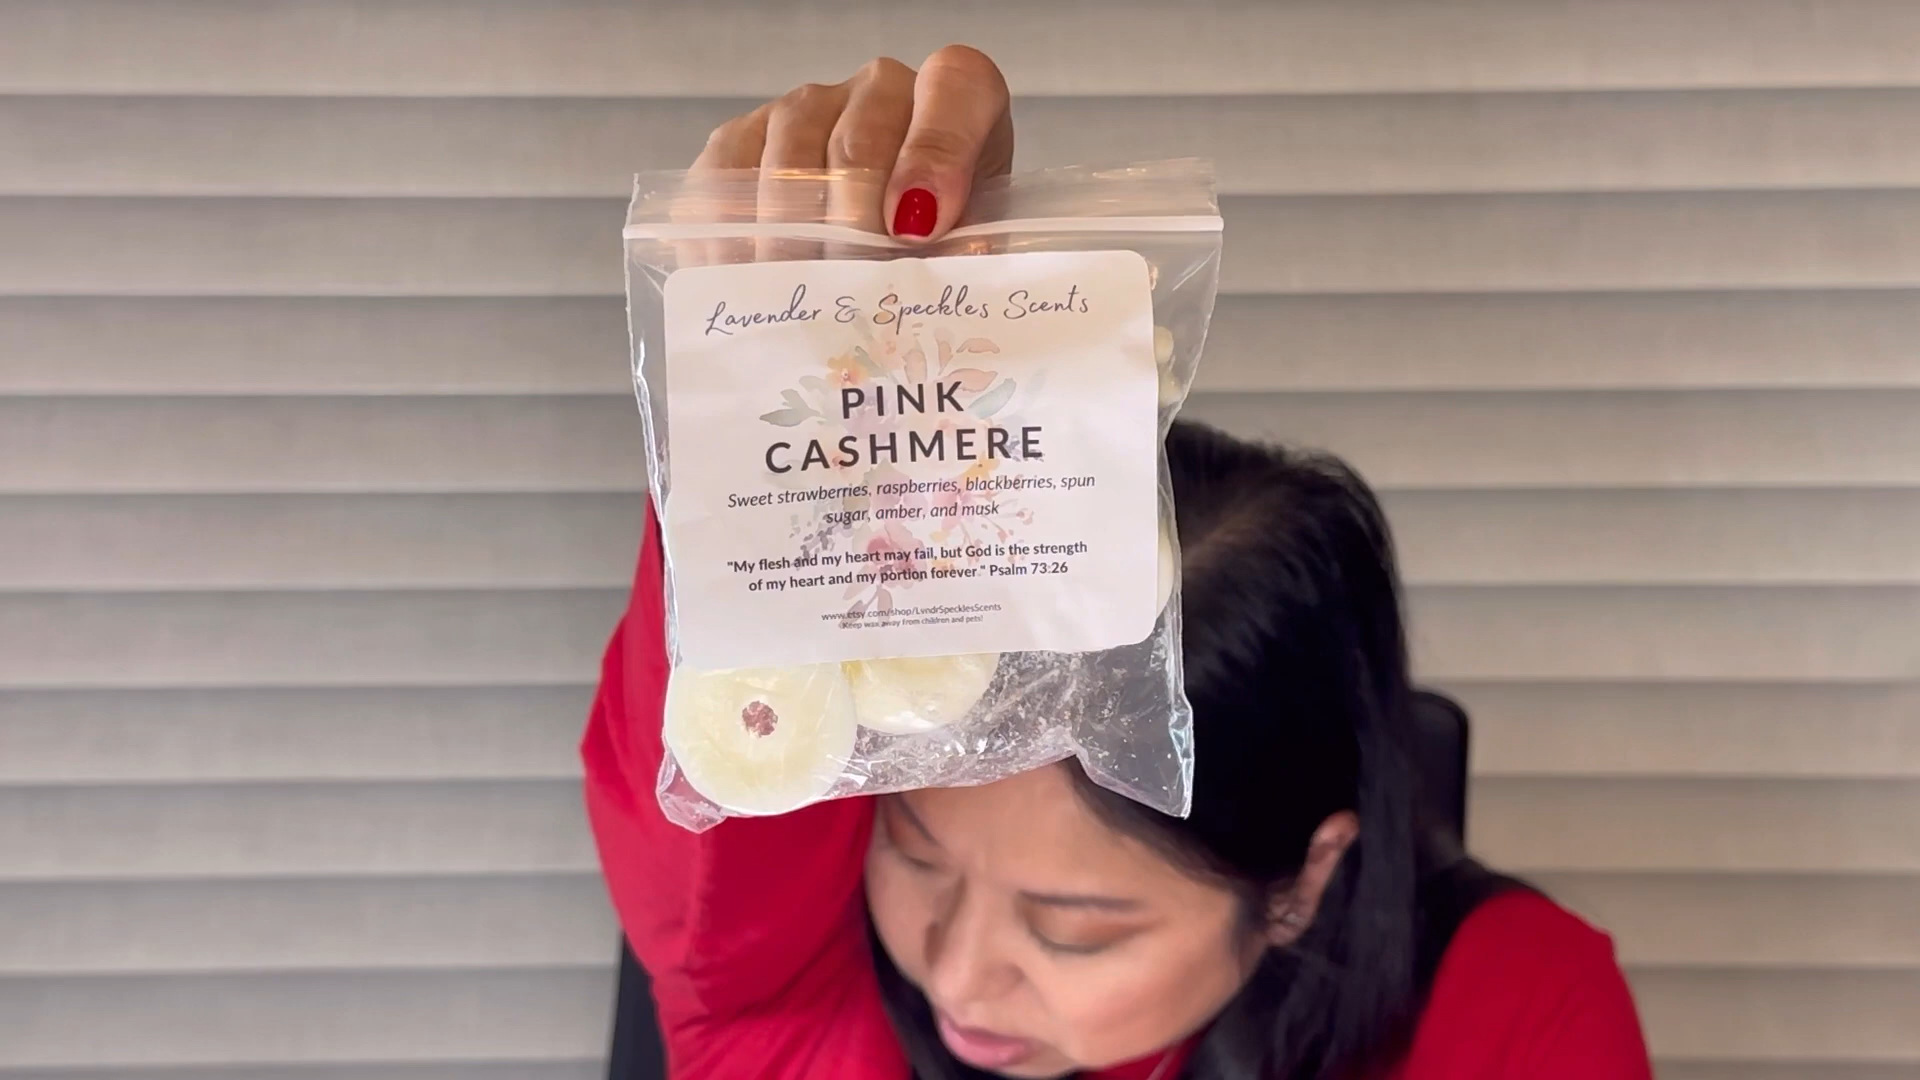 Lavender & Speckles Scents
PINK
CASHMERE
Sweet strawberries, raspberries, blackberries, spun
sugar, amber, and musk
"My flesh and my heart may fail, but God is the strength
of my heart and my portion forever." Psalm 73:26
www.etsy.com/shop/LvndrSpecklesScents
(Keep wax away from children and pets)